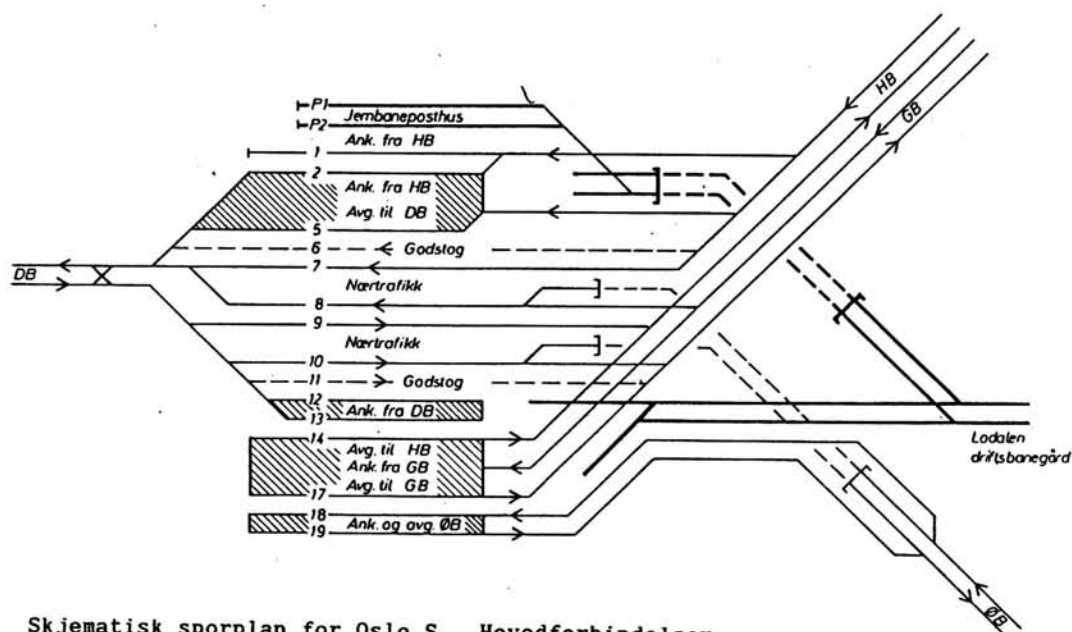 P1
Jernbaneposthus
P2
Ank. fra HB
1
2
Ank. fra HB
Avg. til DB
5
6 Godstog
7
DB
Nærtrafikk
8
9
Nærtrafikk
10
11 Godstog
12
13 Ank. fra DB
14
Avg. til HB
Ank. fra GB
Avg. til GB
17
18
Ank. og avg. ØB
19
HB
GB
Lodalen
driftsbanegård
ØB
Skjematisk sporplan for Oslo S.